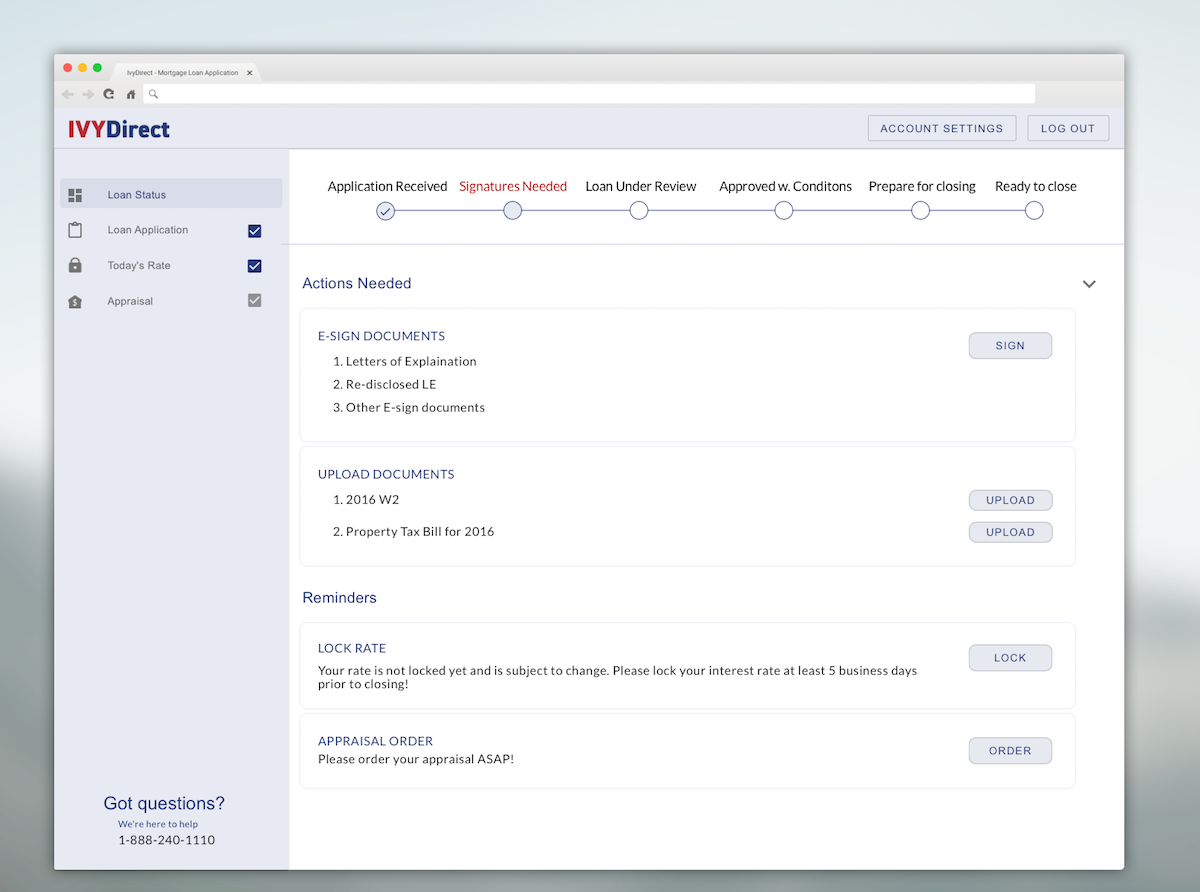 IvyDirect - Mortgage Loan Application
IVYDirect
ACCOUNT SETTINGS
LOG OUT
Loan Status
Loan Application
Today's Rate
Appraisal
Got questions?
We're here to help
1-888-240-1110
Application Received
Signatures Needed
Loan Under Review
Approved w. Conditons
Prepare for closing
Ready to close
Actions Needed
E-SIGN DOCUMENTS
SIGN
1. Letters of Explaination
2. Re-disclosed LE
3. Other E-sign documents
UPLOAD DOCUMENTS
1. 2016 W2
UPLOAD
2. Property Tax Bill for 2016
UPLOAD
Reminders
LOCK RATE
LOCK
Your rate is not locked yet and is subject to change. Please lock your interest rate at least 5 business days
prior to closing!
APPRAISAL ORDER
ORDER
Please order your appraisal ASAP!